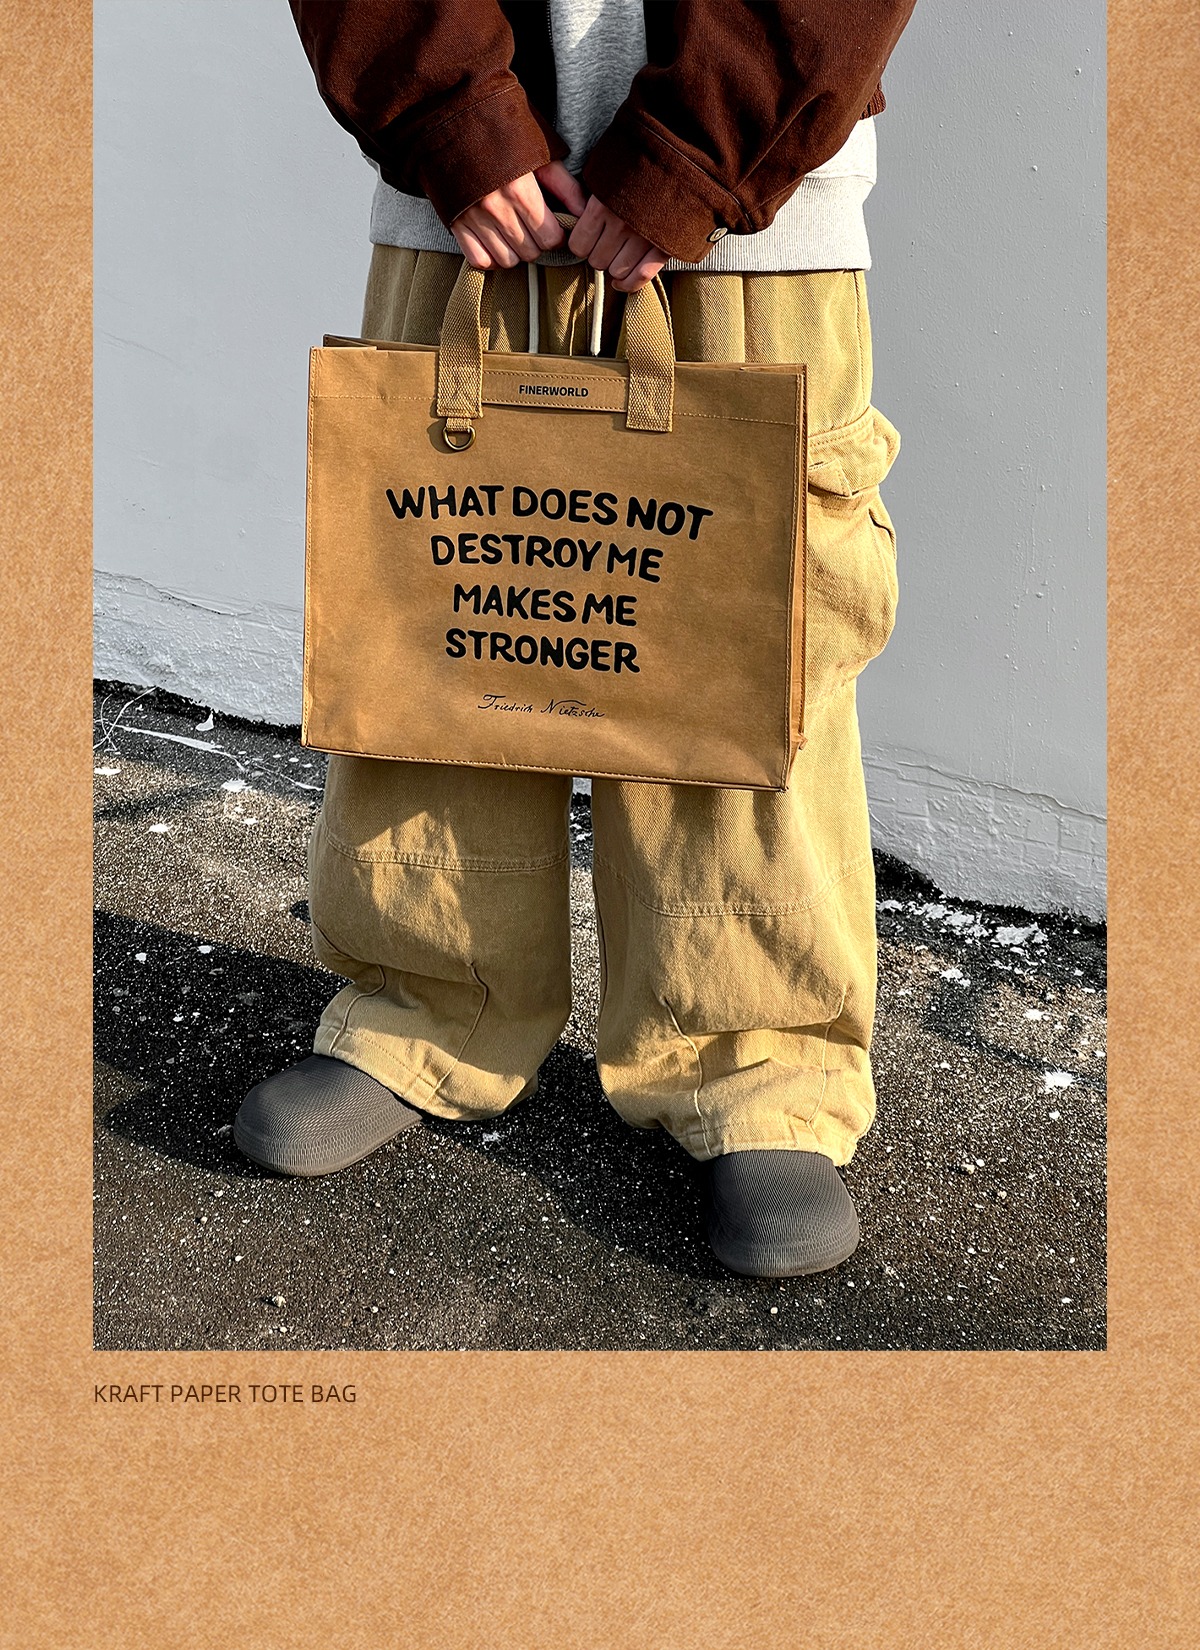 FINERWORLD
WHAT DOES NOT
DESTROY ME
MAKES ME
STRONGER
Friedrich Nietzsche
KRAFT PAPER TOTE BAG